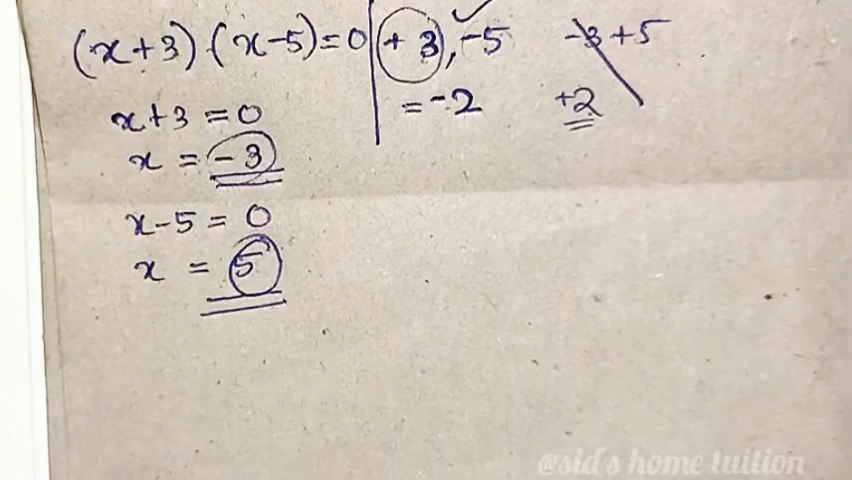 (x+3) (x-5)=0 +3, -5 -3 +5
x+3 = 0 = -2 +2
x = -3
x-5 = 0
x = 5
@sid's home tuition